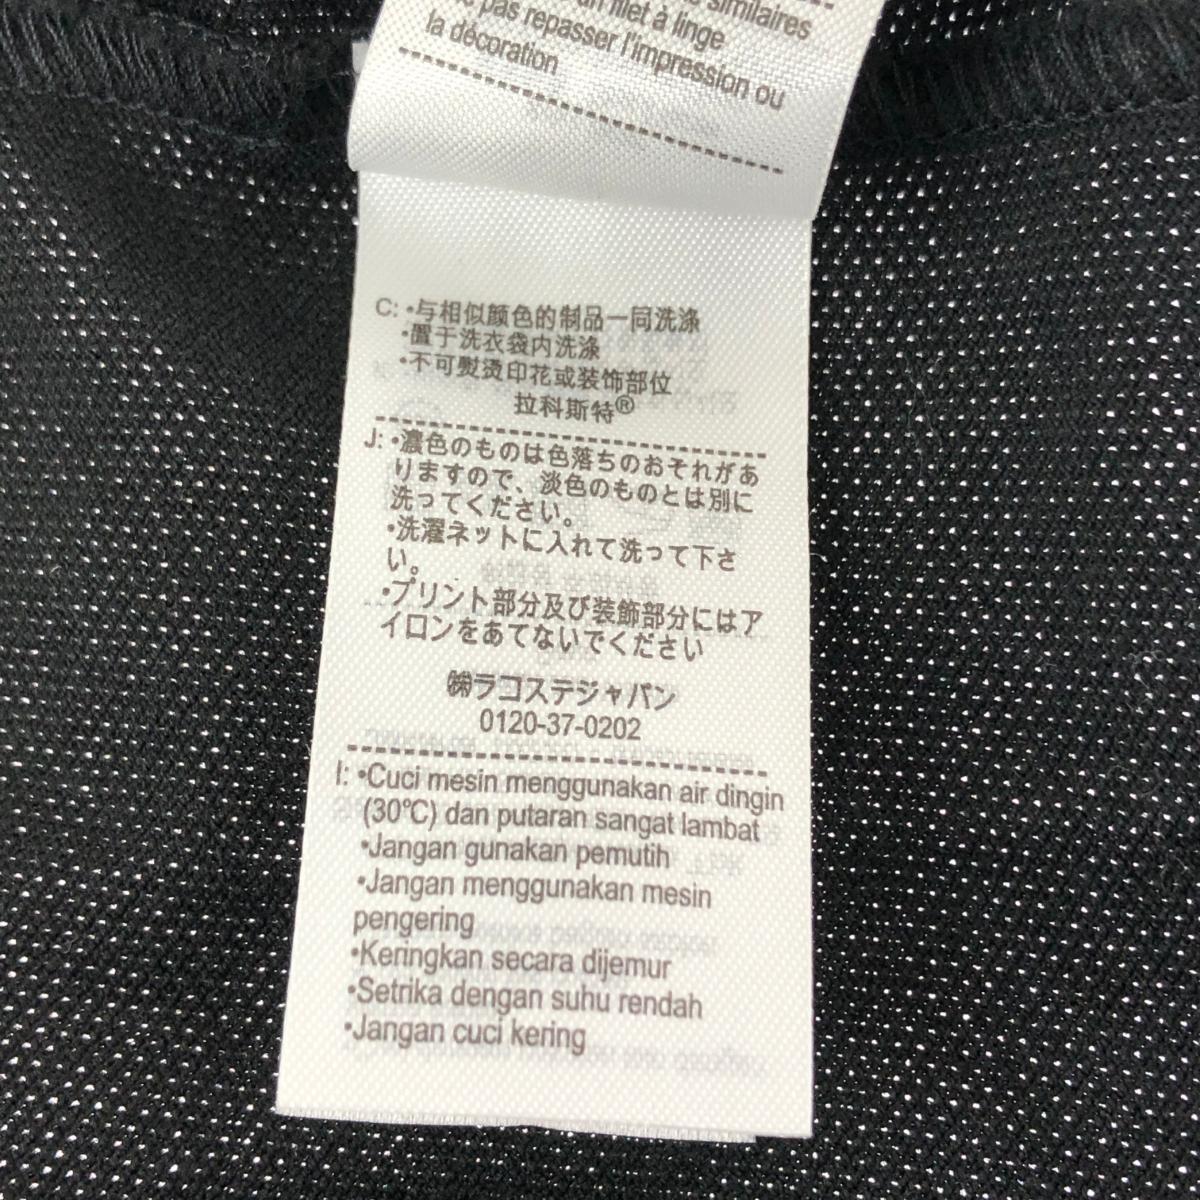 similaires
un filet à linge
pas repasser l'impression ou
la décoration
C: •与相似颜色的制品一同洗涤
•置于洗衣袋内洗涤
•不可熨烫印花或装饰部位
拉科斯特®
J: •濃色のものは色落ちのおそれがあ
りますので、淡色のものとは別に
洗ってください。
•洗濯ネットに入れて洗って下さ
い。
•プリント部分及び装飾部分にはア
イロンをあてないでください
㈱ラコステジャパン
0120-37-0202
I: •Cuci mesin menggunakan air dingin
(30℃) dan putaran sangat lambat
•Jangan gunakan pemutih
•Jangan menggunakan mesin
pengering
•Keringkan secara dijemur
•Setrika dengan suhu rendah
•Jangan cuci kering